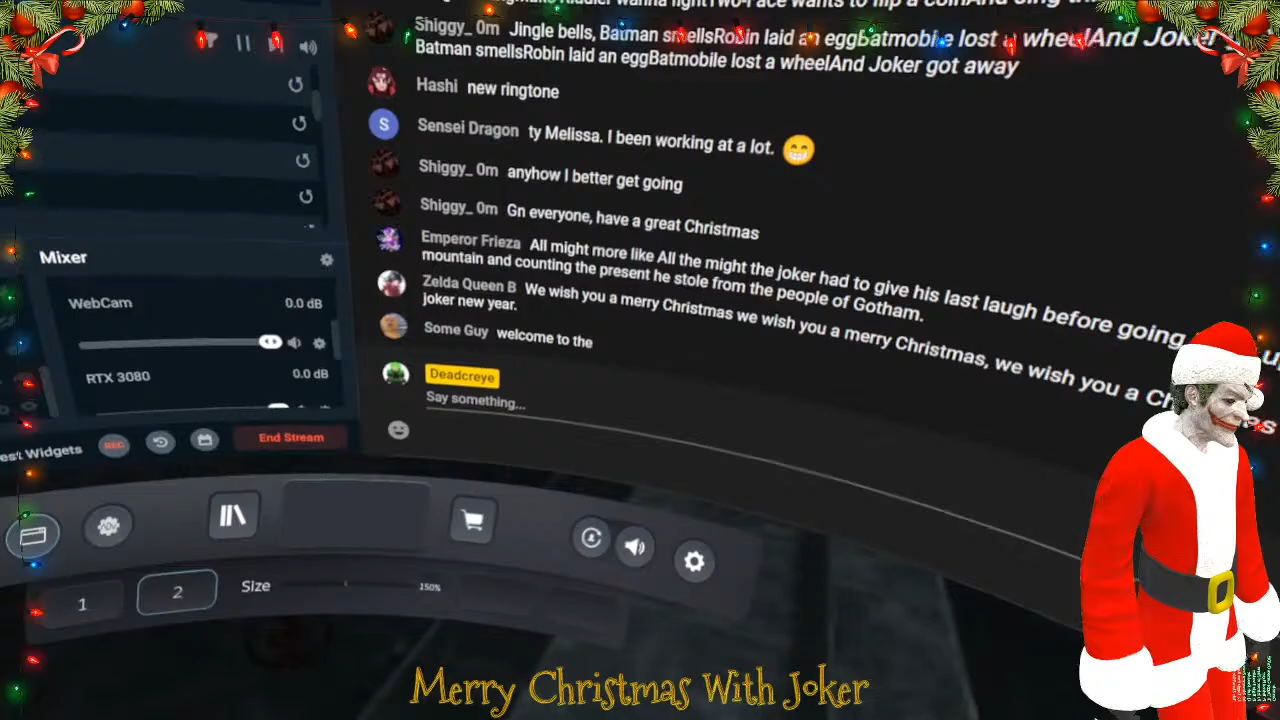 Shiggy_ 0m Jingle bells, Batman smellsRobin laid an eggBatmobile lost a wheelAnd Joker
Batman smellsRobin laid an eggBatmobile lost a wheelAnd Joker got away
Hashi new ringtone
S Sensei Dragon ty Melissa. I been working at a lot. 😁
Shiggy_ 0m anyhow I better get going
Shiggy_ 0m Gn everyone, have a great Christmas
Emperor Frieza All might more like All the might the joker had to give his last laugh before going up
mountain and counting the present he stole from the people of Gotham.
Zelda Queen B We wish you a merry Christmas we wish you a merry Christmas, we wish you a
joker new year.
Some Guy welcome to the
Deadcreye
Say something...
Mixer
WebCam 0.0 dB
RTX 3080 0.0 dB
Widgets REC End Stream
1 2 Size 150%
Merry Christmas With Joker